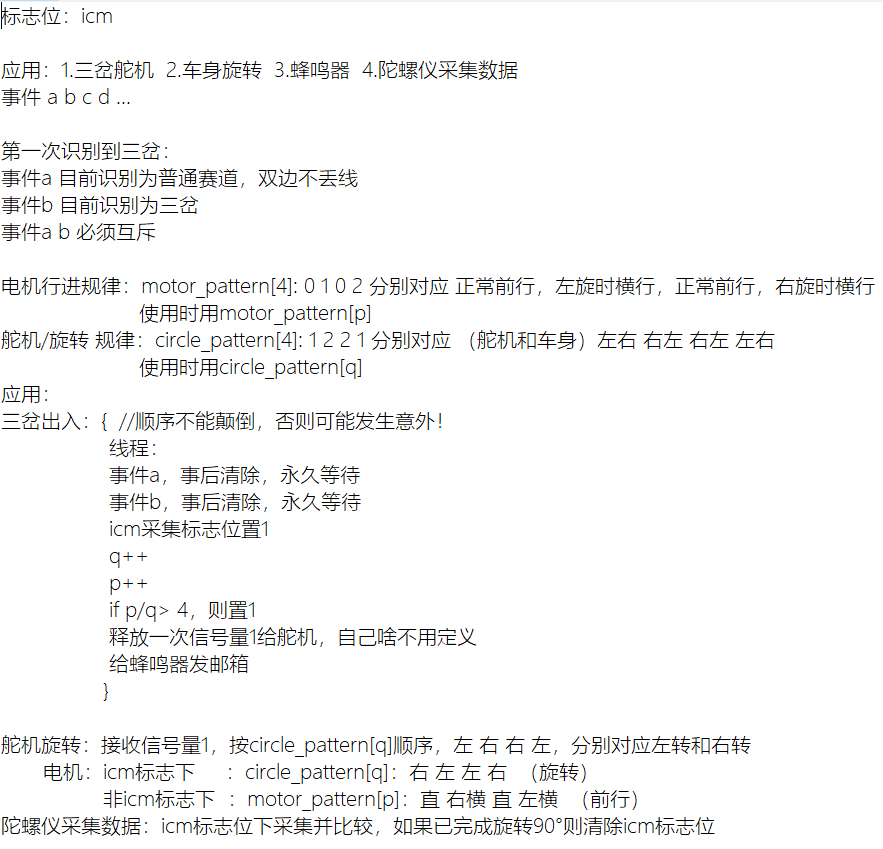 标志位：icm
应用：1.三岔舵机 2.车身旋转 3.蜂鸣器 4.陀螺仪采集数据
事件 a b c d ...
第一次识别到三岔：
事件a 目前识别为普通赛道，双边不丢线
事件b 目前识别为三岔
事件a b 必须互斥
电机行进规律：motor_pattern[4]: 0 1 0 2 分别对应 正常前行，左旋时横行，正常前行，右旋时横行
使用时用motor_pattern[p]
舵机/旋转 规律：circle_pattern[4]: 1 2 2 1 分别对应 （舵机和车身）左右 右左 右左 左右
使用时用circle_pattern[q]
应用：
三岔出入：{ //顺序不能颠倒，否则可能发生意外！
线程：
事件a，事后清除，永久等待
事件b，事后清除，永久等待
icm采集标志位置1
q++
p++
if p/q> 4，则置1
释放一次信号量1给舵机，自己啥不用定义
给蜂鸣器发邮箱
}
舵机旋转：接收信号量1，按circle_pattern[q]顺序，左 右 右 左，分别对应左转和右转
电机：icm标志下 ：circle_pattern[q]：右 左 左 右 （旋转）
非icm标志下 ：motor_pattern[p]：直 右横 直 左横 （前行）
陀螺仪采集数据：icm标志位下采集并比较，如果已完成旋转90°则清除icm标志位